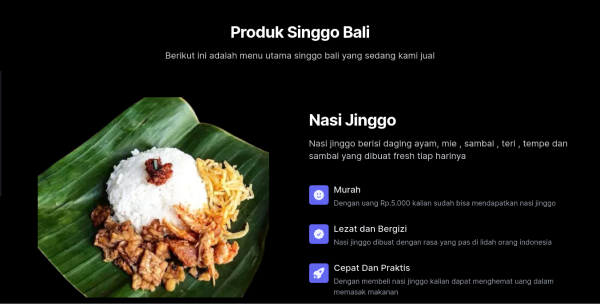 Produk Singgo Bali
Berikut ini adalah menu utama singgo bali yang sedang kami jual
Nasi Jinggo
Nasi jinggo berisi daging ayam, mie , sambal , teri , tempe dan
sambal yang dibuat fresh tiap harinya
Murah
Dengan uang Rp.5.000 kalian sudah bisa mendapatkan nasi jinggo
Lezat dan Bergizi
Nasi jinggo dibuat dengan rasa yang pas di lidah orang indonesia
Cepat Dan Praktis
Dengan membeli nasi jinggo kalian dapat menghemat uang dalam
memasak makanan